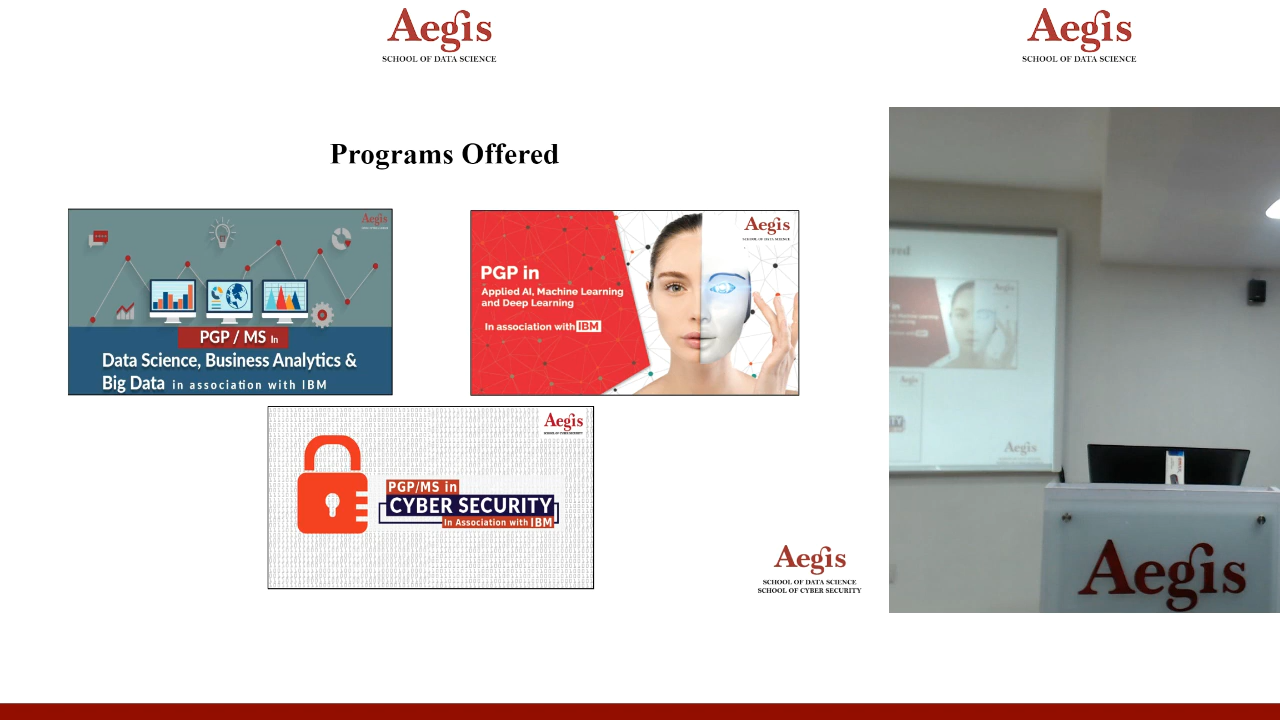 Aegis
SCHOOL OF DATA SCIENCE
Aegis
SCHOOL OF DATA SCIENCE
Programs Offered
Aegis
PGP / MS In
Data Science, Business Analytics &
Big Data in association with IBM
Aegis
SCHOOL OF DATA SCIENCE
PGP in
Applied AI, Machine Learning
and Deep Learning
In association with IBM
Aegis
SCHOOL OF CYBER SECURITY
PGP/MS in
CYBER SECURITY
In Association with IBM
Aegis
SCHOOL OF DATA SCIENCE
SCHOOL OF CYBER SECURITY
Aegis
Aegis
Aegis